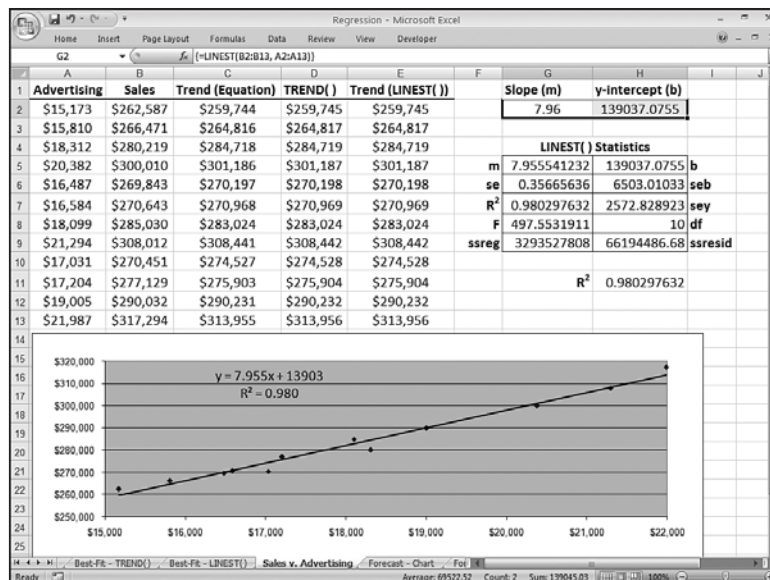 Regression - Microsoft Excel
Home Insert Page Layout Formulas Data Review View Developer
G2 fx {=LINEST(B2:B13, A2:A13)}
A B C D E F G H I J
1 Advertising Sales Trend (Equation) TREND( ) Trend (LINEST( )) Slope (m) y-intercept (b)
2 $15,173 $262,587 $259,744 $259,745 $259,745 7.96 139037.0755
3 $15,810 $266,471 $264,816 $264,817 $264,817
4 $18,312 $280,219 $284,718 $284,719 $284,719 LINEST( ) Statistics
5 $20,382 $300,010 $301,186 $301,187 $301,187 m 7.955541232 139037.0755 b
6 $16,487 $269,843 $270,197 $270,198 $270,198 se 0.35665636 6503.01033 seb
7 $16,584 $270,643 $270,968 $270,969 $270,969 R² 0.980297632 2572.828923 sey
8 $18,099 $285,030 $283,024 $283,024 $283,024 F 497.5531911 10 df
9 $21,294 $308,012 $308,441 $308,442 $308,442 ssreg 3293527808 66194486.68 ssresid
10 $17,031 $270,451 $274,527 $274,528 $274,528
11 $17,204 $277,129 $275,903 $275,904 $275,904 R² 0.980297632
12 $19,005 $290,032 $290,231 $290,232 $290,232
13 $21,987 $317,294 $313,955 $313,956 $313,956
14
15
16
17
18
19
20
21
22
23
24
25
$320,000
$310,000
$300,000
$290,000
$280,000
$270,000
$260,000
$250,000
y = 7.955x + 13903
R² = 0.980
$15,000 $16,000 $17,000 $18,000 $19,000 $20,000 $21,000 $22,000
Best-Fit - TREND() Best-Fit - LINEST() Sales v. Advertising Forecast - Chart For
Ready Average: 69522.52 Count: 2 Sum: 139045.03 100%